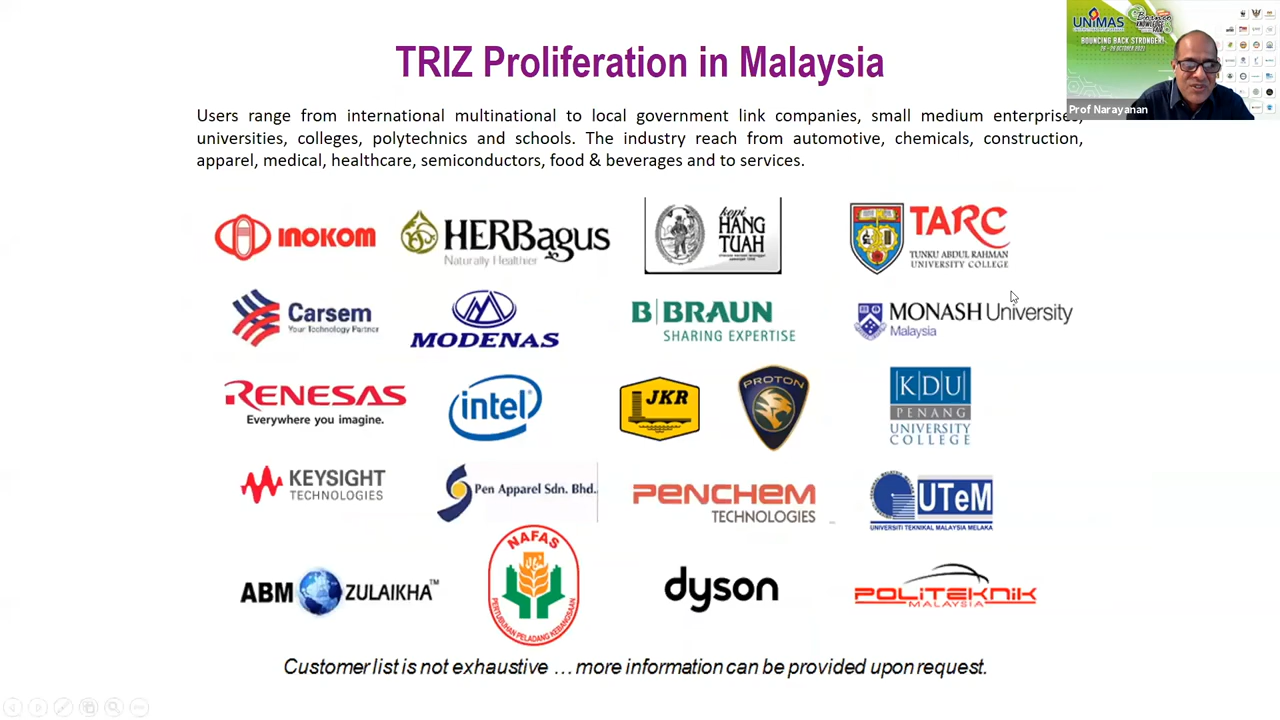 TRIZ Proliferation in Malaysia
UNIMAS
BOUNCING BACK STRONGER!
Prof Narayanan
Users range from international multinational to local government link companies, small medium enterprises,
universities, colleges, polytechnics and schools. The industry reach from automotive, chemicals, construction,
apparel, medical, healthcare, semiconductors, food & beverages and to services.
INOKOM
HERBagus
Naturally Healthier
kopi
HANG
TUAH
TARC
TUNKU ABDUL RAHMAN
UNIVERSITY COLLEGE
Carsem
Your Technology Partner
MODENAS
B|BRAUN
SHARING EXPERTISE
MONASH University
Malaysia
RENESAS
Everywhere you imagine.
intel
JKR
PROTON
KDU
PENANG
UNIVERSITY
COLLEGE
KEYSIGHT
TECHNOLOGIES
Pen Apparel Sdn. Bhd.
PENCHEM
TECHNOLOGIES
UTeM
UNIVERSITI TEKNIKAL MALAYSIA MELAKA
ABM ZULAIKHA™
NAFAS
PERTUBUHAN PELADANG KEBANGSAAN
dyson
POLITEKNIK
MALAYSIA
Customer list is not exhaustive …more information can be provided upon request.